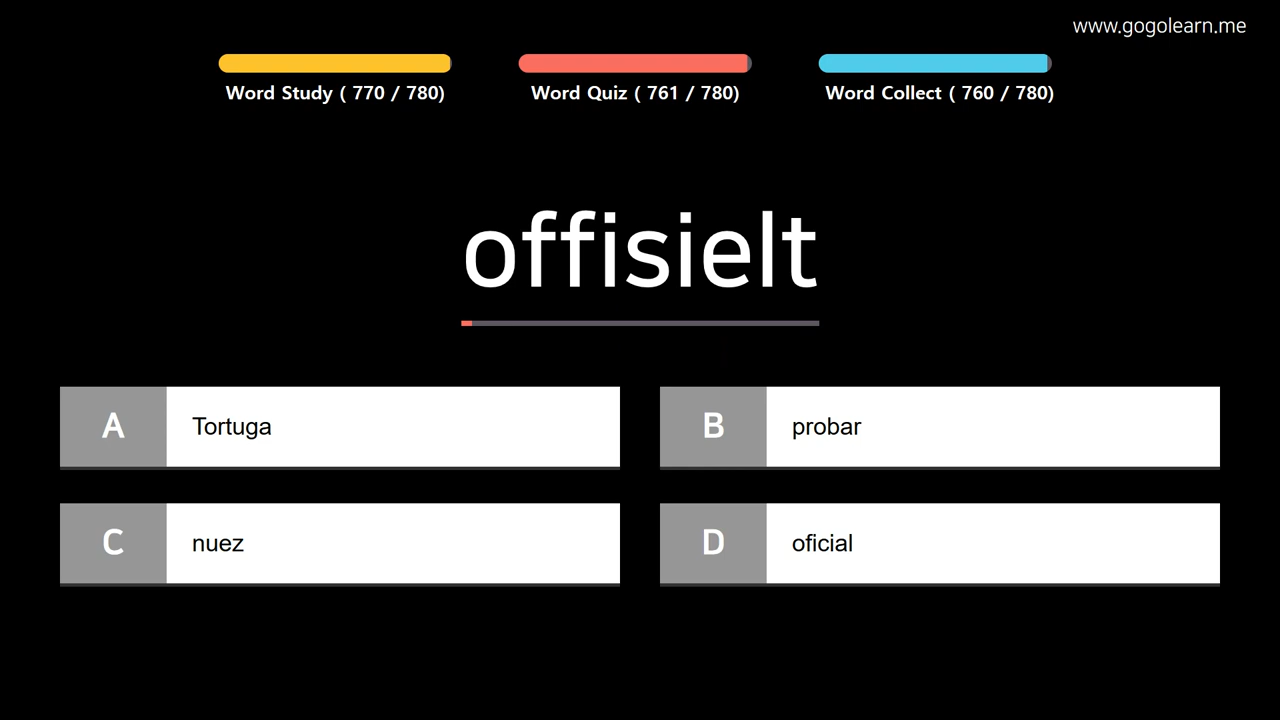 www.gogolearn.me
Word Study ( 770 / 780)
Word Quiz ( 761 / 780)
Word Collect ( 760 / 780)
offisielt
A Tortuga
B probar
C nuez
D oficial